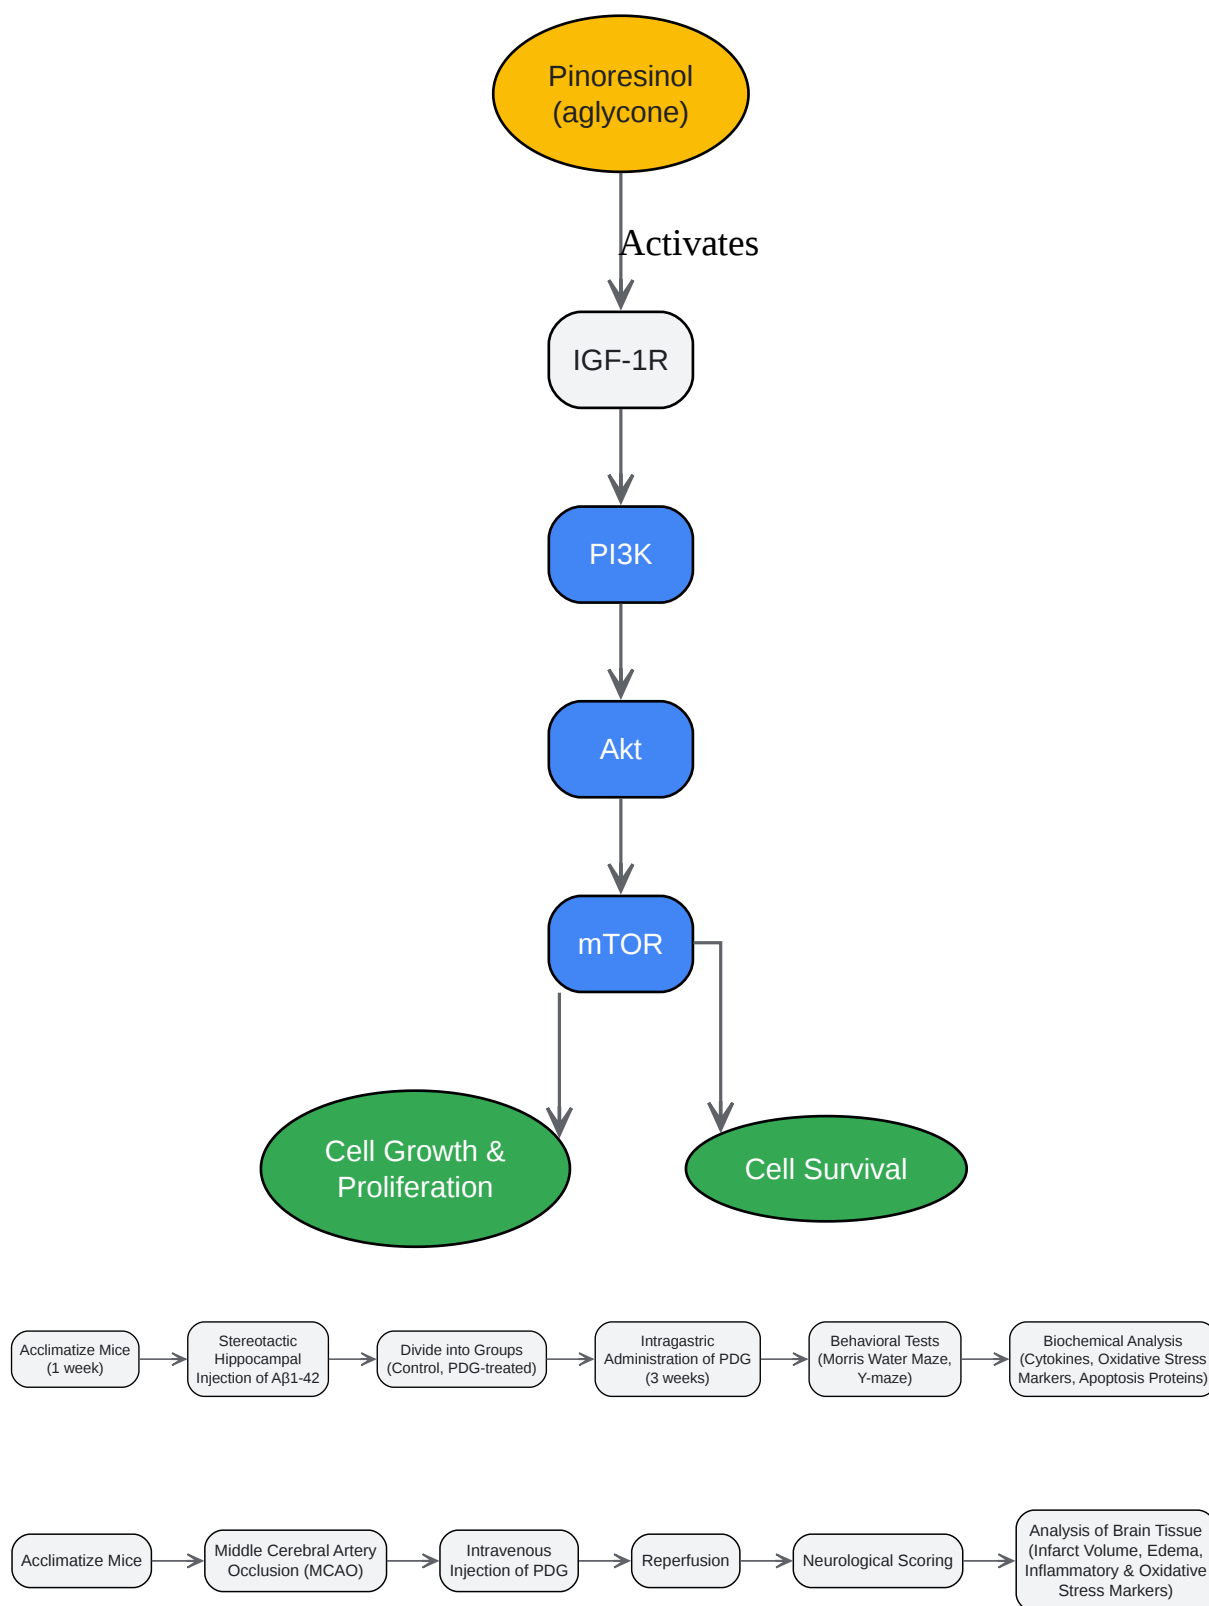 Pinoresinol
(aglycone)
Activates
IGF-1R
PI3K
Akt
mTOR
Cell Growth &
Proliferation
Cell Survival
Acclimatize Mice
(1 week)
Stereotactic
Hippocampal
Injection of Aβ1-42
Divide into Groups
(Control, PDG-treated)
Intragastric
Administration of PDG
(3 weeks)
Behavioral Tests
(Morris Water Maze,
Y-maze)
Biochemical Analysis
(Cytokines, Oxidative Stress
Markers, Apoptosis Proteins)
Acclimatize Mice
Middle Cerebral Artery
Occlusion (MCAO)
Intravenous
Injection of PDG
Reperfusion
Neurological Scoring
Analysis of Brain Tissue
(Infarct Volume, Edema,
Inflammatory & Oxidative
Stress Markers)